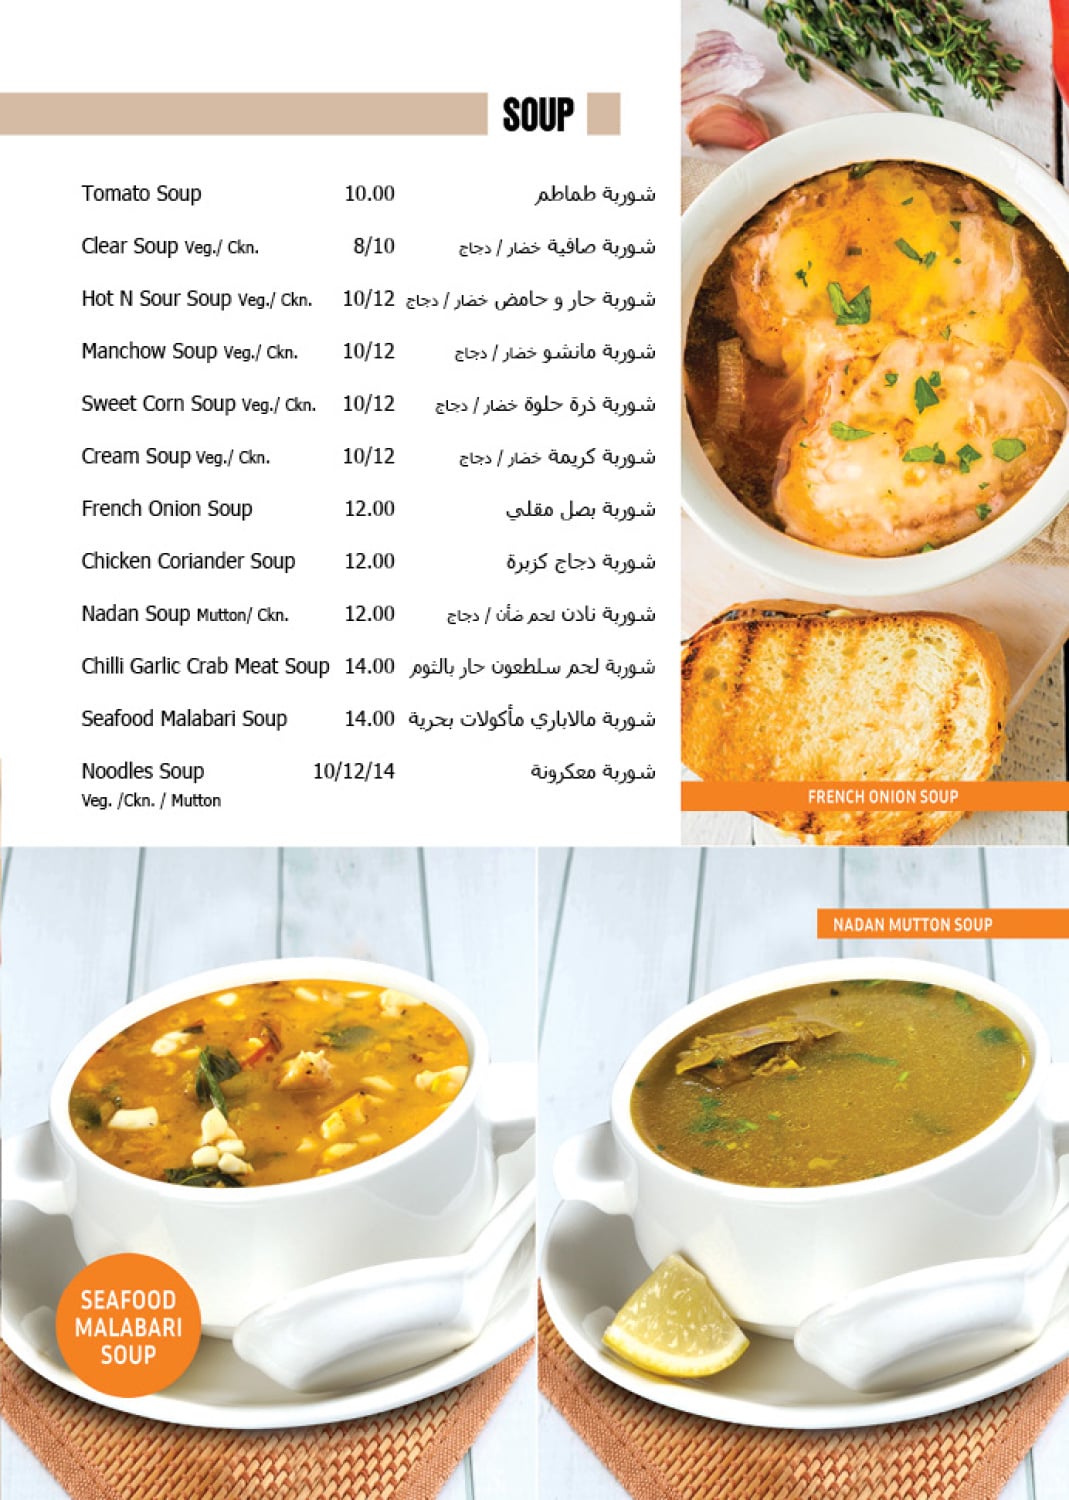 SOUP
Tomato Soup 10.00 شوربة طماطم
Clear Soup Veg./ Ckn. 8/10 شوربة صافية خضار / دجاج
Hot N Sour Soup Veg./ Ckn. 10/12 شوربة حار و حامض خضار / دجاج
Manchow Soup Veg./ Ckn. 10/12 شوربة مانشو خضار / دجاج
Sweet Corn Soup Veg./ Ckn. 10/12 شوربة ذرة حلوة خضار / دجاج
Cream Soup Veg./ Ckn. 10/12 شوربة كريمة خضار / دجاج
French Onion Soup 12.00 شوربة بصل مقلي
Chicken Coriander Soup 12.00 شوربة دجاج كزبرة
Nadan Soup Mutton/ Ckn. 12.00 شوربة نادن لحم ضأن / دجاج
Chilli Garlic Crab Meat Soup 14.00 شوربة لحم سلطعون حار بالثوم
Seafood Malabari Soup 14.00 شوربة مالاباري مأكولات بحرية
Noodles Soup 10/12/14 شوربة معكرونة
Veg. /Ckn. / Mutton
FRENCH ONION SOUP
NADAN MUTTON SOUP
SEAFOOD
MALABARI
SOUP